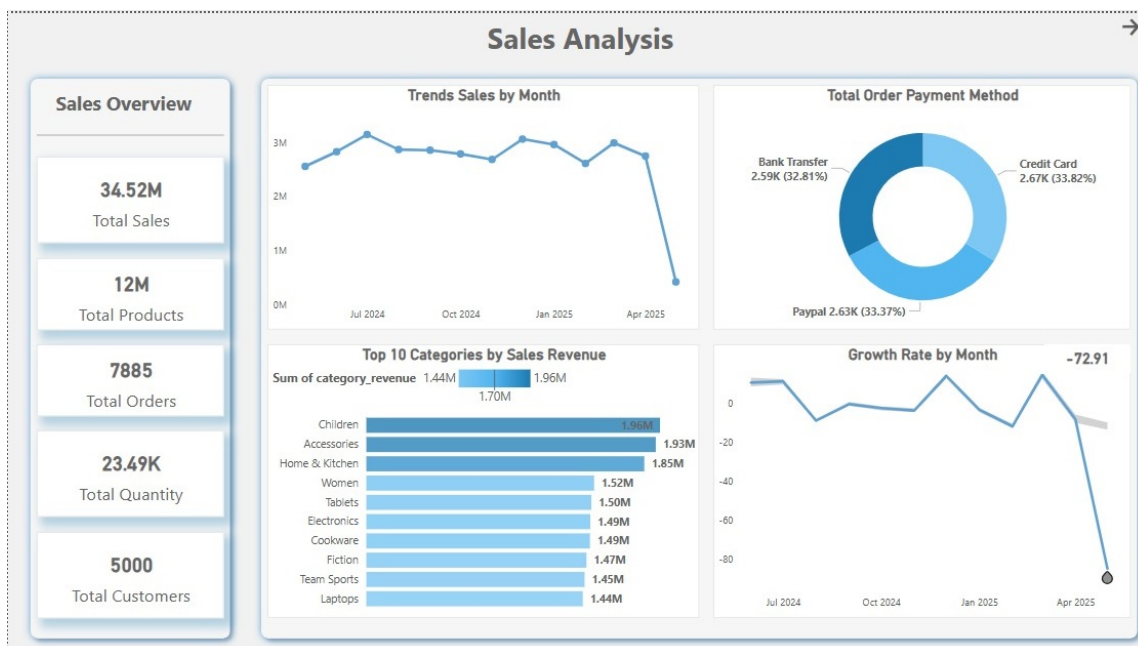 Sales Analysis
Sales Overview
34.52M
Total Sales
12M
Total Products
7885
Total Orders
23.49K
Total Quantity
5000
Total Customers
Trends Sales by Month
3M
2M
1M
0M
Jul 2024
Oct 2024
Jan 2025
Apr 2025
Total Order Payment Method
Bank Transfer
2.59K (32.81%)
Credit Card
2.67K (33.82%)
Paypal 2.63K (33.37%)
Top 10 Categories by Sales Revenue
Sum of category_revenue 1.44M 1.96M
1.70M
Children 1.96M
Accessories 1.93M
Home & Kitchen 1.85M
Women 1.52M
Tablets 1.50M
Electronics 1.49M
Cookware 1.49M
Fiction 1.47M
Team Sports 1.45M
Laptops 1.44M
Growth Rate by Month
-72.91
0
-20
-40
-60
-80
Jul 2024
Oct 2024
Jan 2025
Apr 2025